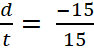 d/t = −15/15